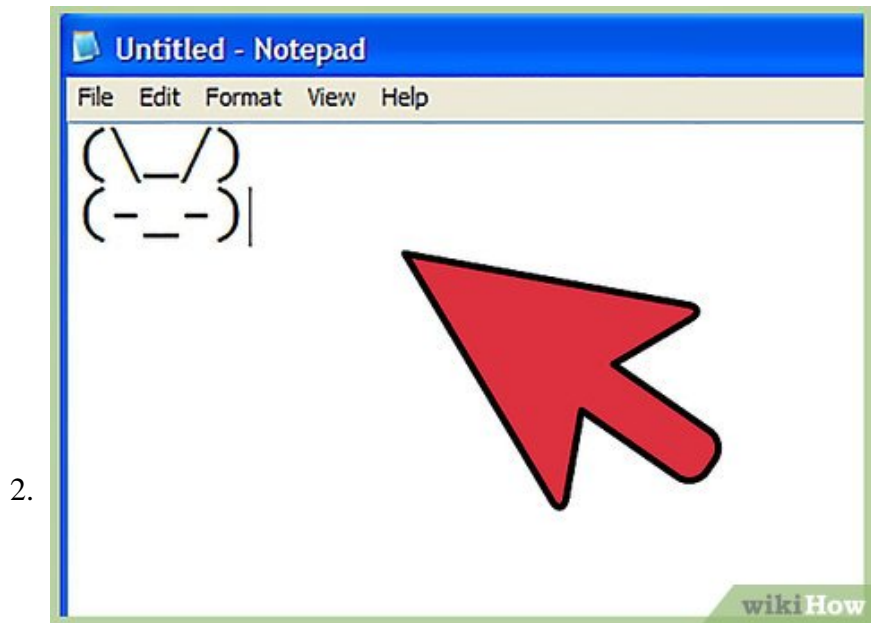 Untitled - Notepad
File Edit Format View Help
(\_/)
(-_-)
2.
wikiHow